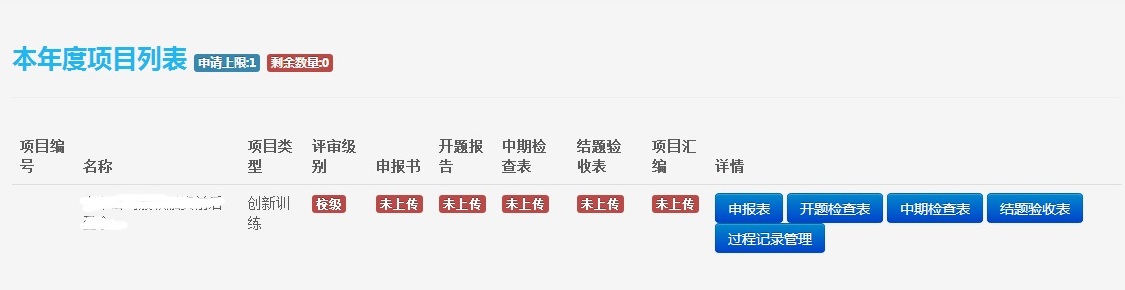 本年度项目列表 申请上限:1 剩余数量:0
项目编号 名称 项目类型 评审级别 申报书 开题报告 中期检查表 结题验收表 项目汇编 详情
创新训练 校级 未上传 未上传 未上传 未上传 未上传 申报表 开题检查表 中期检查表 结题验收表
过程记录管理